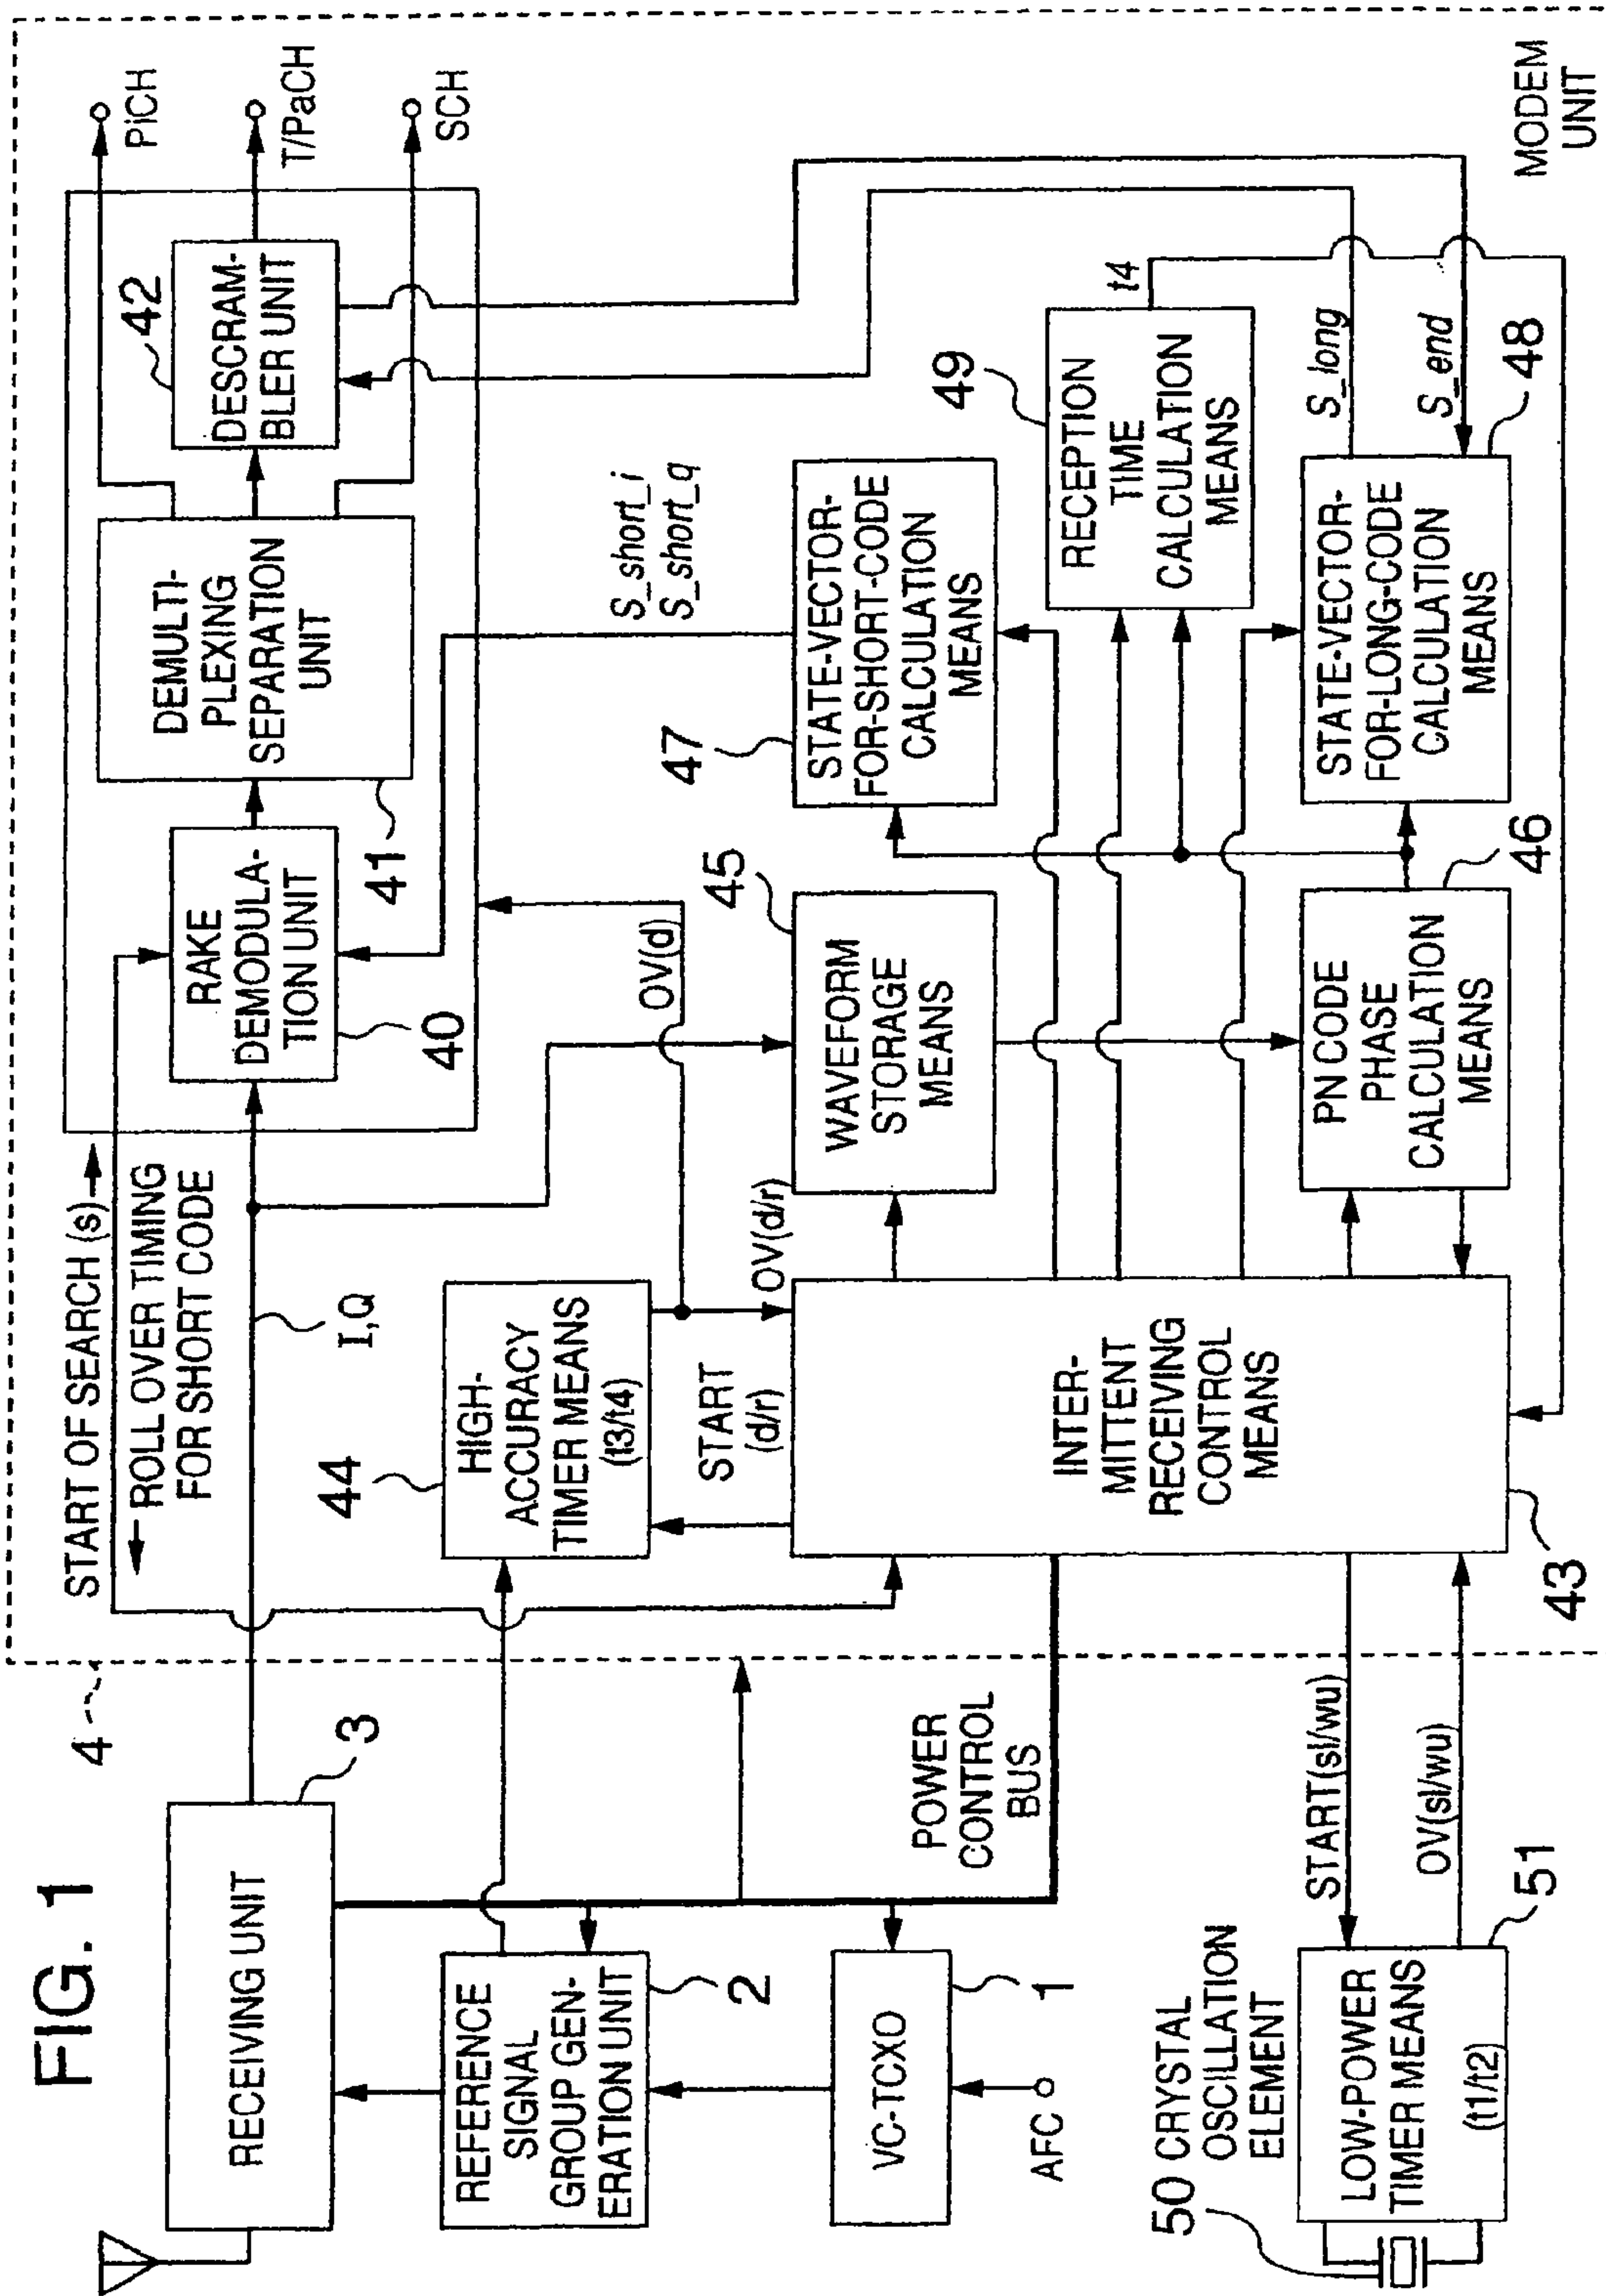 FIG. 1
RECEIVING UNIT
3
REFERENCE
SIGNAL
GROUP GEN-
ERATION UNIT
2
VC-TCXO
1
AFC
50 CRYSTAL
OSCILLATION
ELEMENT
LOW-POWER
TIMER MEANS
(t1/t2)
51
START(sl/wu)
OV(sl/wu)
POWER
CONTROL
BUS
4
START OF SEARCH (s)→
← ROLL OVER TIMING
FOR SHORT CODE
I,Q
44
HIGH-
ACCURACY
TIMER MEANS
(t3/t4)
START
(d/r)
OV(d/r)
OV(d)
INTER-
MITTENT
RECEIVING
CONTROL
MEANS
43
RAKE
DEMODULA-
TION UNIT
40
DEMULTI-
PLEXING
SEPARATION
UNIT
41
42
DESCRAM-
BLER UNIT
PiCH
T/PaCH
SCH
45
WAVEFORM
STORAGE
MEANS
PN CODE
PHASE
CALCULATION
MEANS
46
47
STATE-VECTOR-
FOR-SHORT-CODE
CALCULATION
MEANS
S_short_i
S_short_q
49
RECEPTION
TIME
CALCULATION
MEANS
t4
STATE-VECTOR-
FOR-LONG-CODE
CALCULATION
MEANS
48
S_long
S_end
MODEM
UNIT